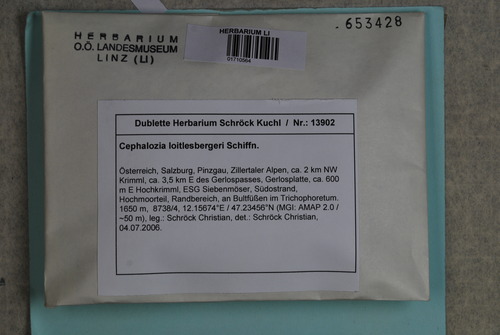 HERBARIUM
O.Ö. LANDESMUSEUM
LINZ (LI)
HERBARIUM LI
01710564
653428
Dublette Herbarium Schröck Kuchl / Nr.: 13902
Cephalozia loitlesbergeri Schiffn.
Österreich, Salzburg, Pinzgau, Zillertaler Alpen, ca. 2 km NW
Krimml, ca. 3,5 km E des Gerlospasses, Gerlosplatte, ca. 600
m E Hochkrimml, ESG Siebenmöser, Südostrand,
Hochmoorteil, Randbereich, an Bultfüßen im Trichophoretum.
1650 m, 8738/4, 12.15674°E / 47.23456°N (MGI: AMAP 2.0 /
~50 m), leg.: Schröck Christian, det.: Schröck Christian,
04.07.2006.